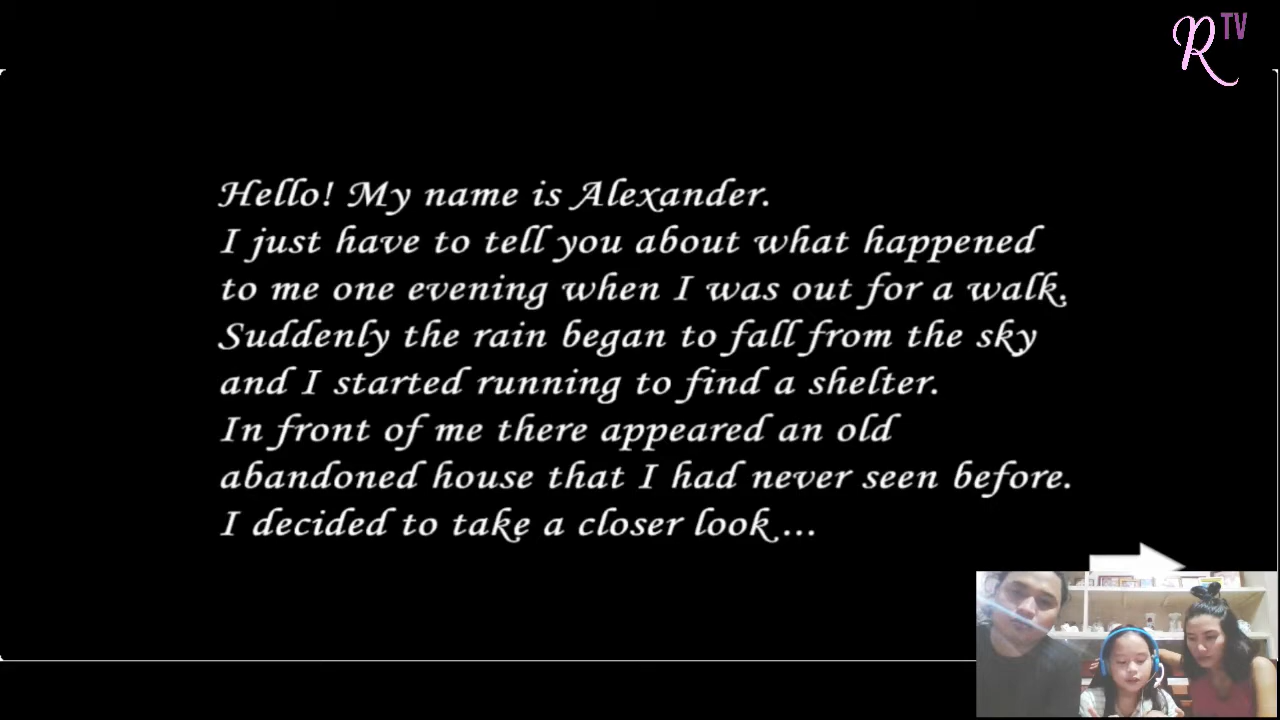 R TV
Hello! My name is Alexander.
I just have to tell you about what happened
to me one evening when I was out for a walk.
Suddenly the rain began to fall from the sky
and I started running to find a shelter.
In front of me there appeared an old
abandoned house that I had never seen before.
I decided to take a closer look...